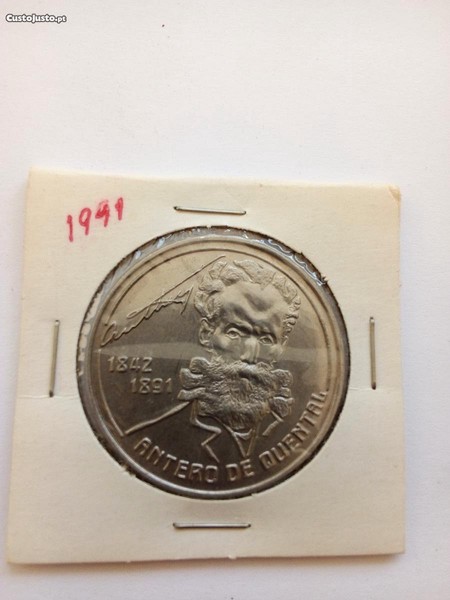 CustoJusto.pt
1991
1842
1891
ANTERO DE QUENTAL